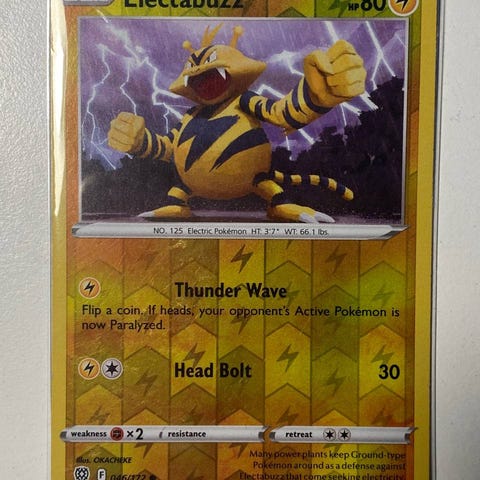 Electabuzz HP 80
NO. 125 Electric Pokémon HT: 3'7" WT: 66.1 lbs.
Thunder Wave
Flip a coin. If heads, your opponent's Active Pokémon is
now Paralyzed.
Head Bolt 30
weakness ×2 resistance retreat
Illus. OKACHEKE
F 046/172
Many power plants keep Ground-type
Pokémon around as a defense against
Electabuzz that come seeking electricity.